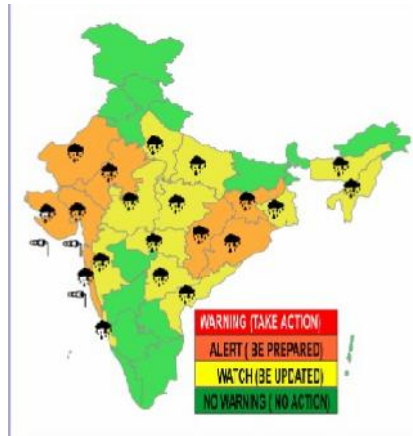 WARNING (TAKE ACTION)
ALERT ( BE PREPARED)
WATCH (BE UPDATED)
NO WARNING ( NO ACTION)